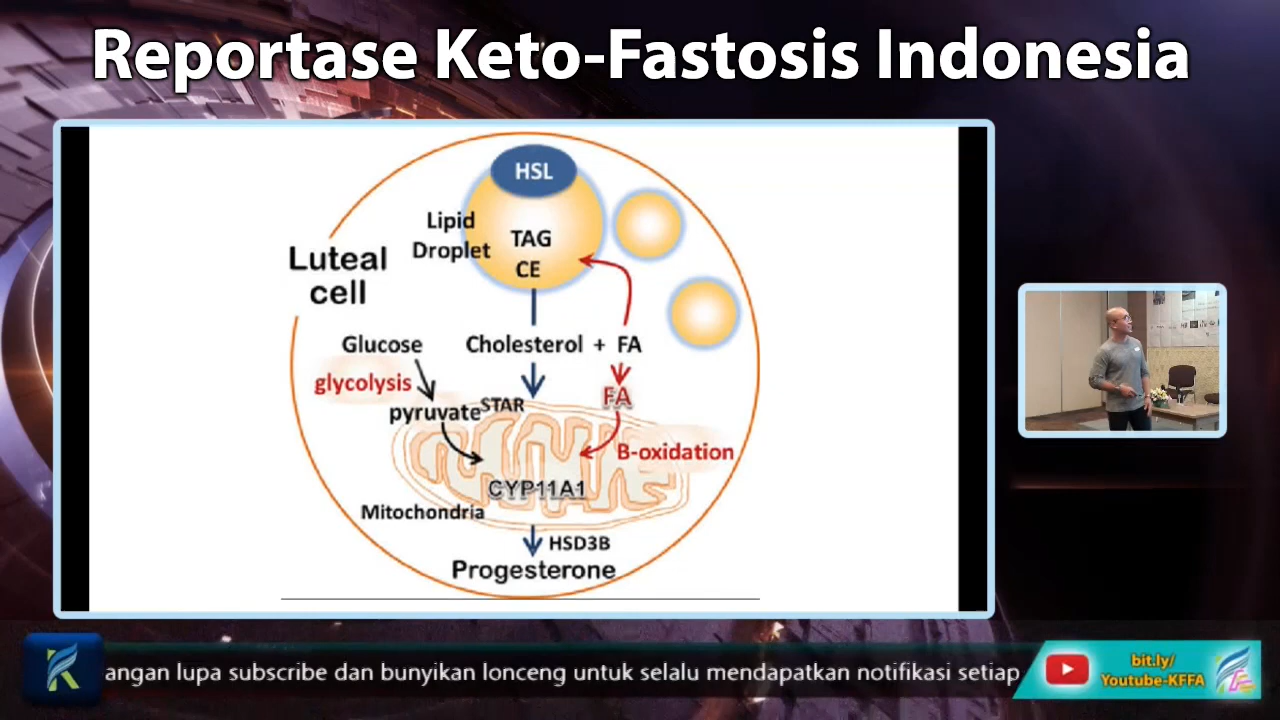 Reportase Keto-Fastosis Indonesia
HSL
Lipid
Droplet
TAG
CE
Luteal
cell
Glucose
Cholesterol + FA
glycolysis
FA
pyruvate
STAR
B-oxidation
CYP11A1
Mitochondria
HSD3B
Progesterone
angan lupa subscribe dan bunyikan lonceng untuk selalu mendapatkan notifikasi setiap
bit.ly/
Youtube-KFFA